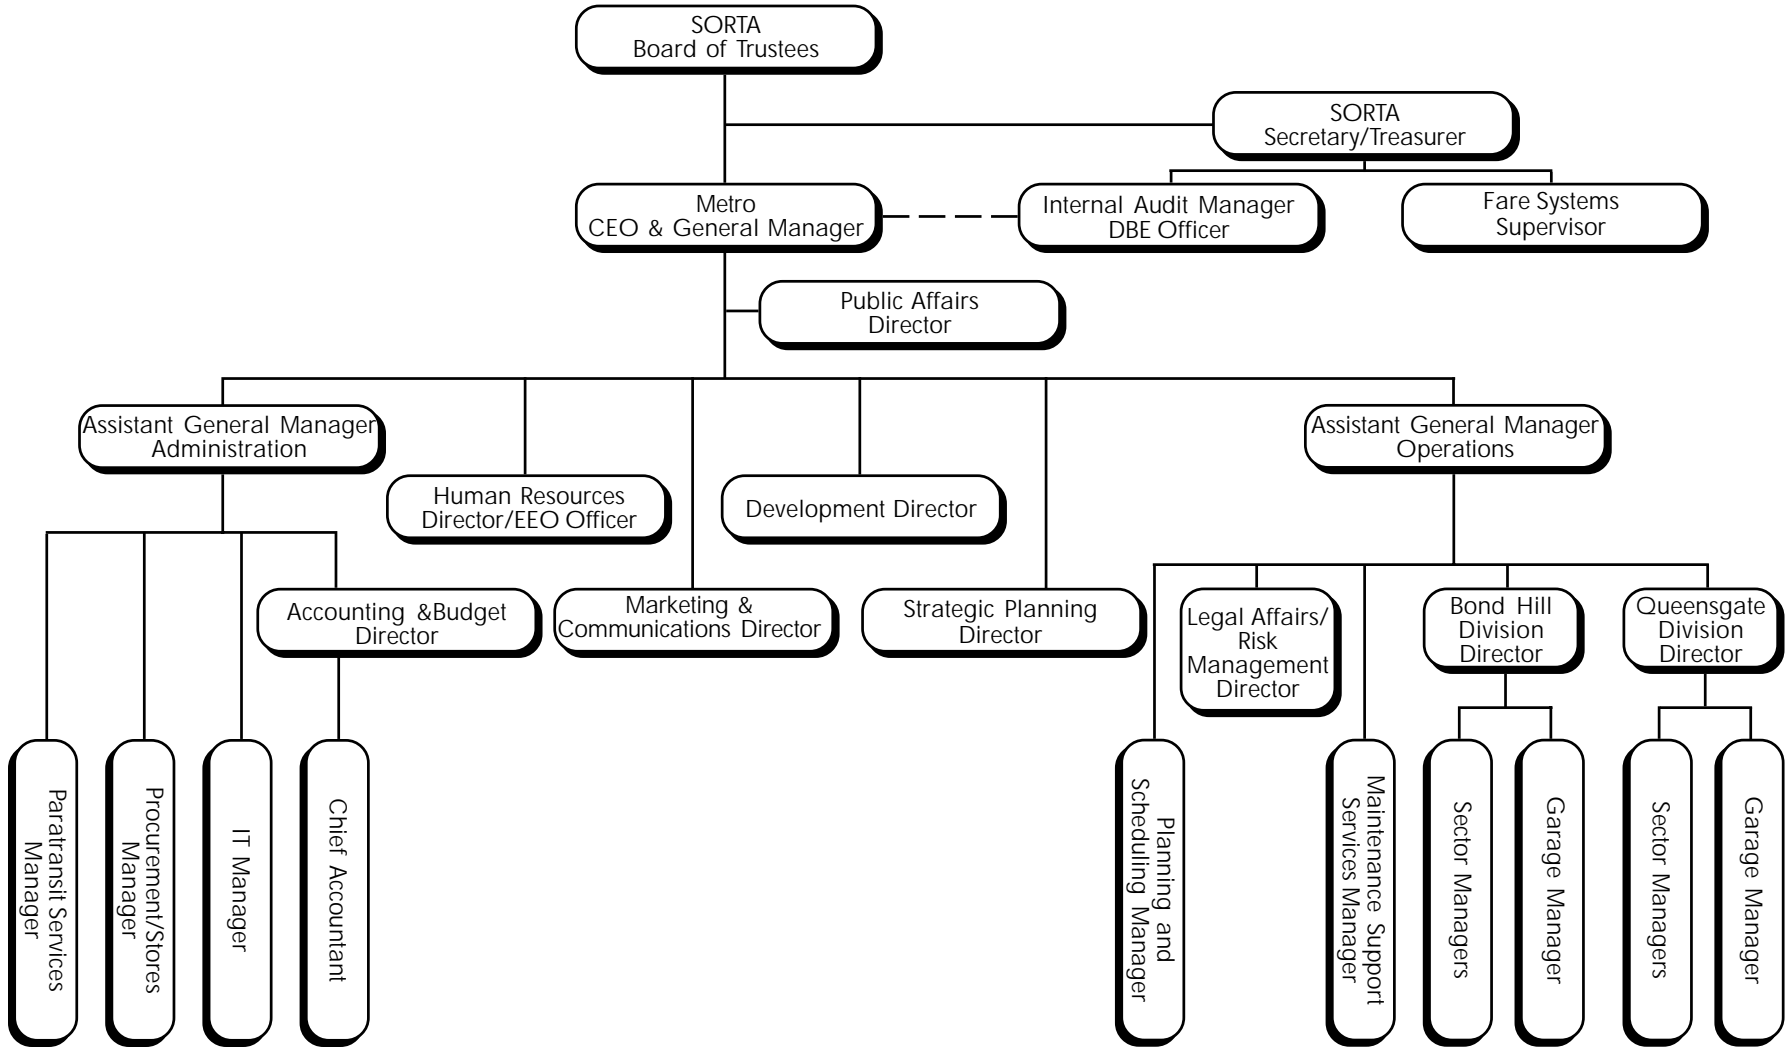 SORTA
Board of Trustees
SORTA
Secretary/Treasurer
Metro
CEO & General Manager
Internal Audit Manager
DBE Officer
Fare Systems
Supervisor
Public Affairs
Director
Assistant General Manager
Administration
Assistant General Manager
Operations
Human Resources
Director/EEO Officer
Development Director
Accounting &Budget
Director
Marketing &
Communications Director
Strategic Planning
Director
Legal Affairs/
Risk
Management
Director
Bond Hill
Division
Director
Queensgate
Division
Director
Paratransit Services
Manager
Procurement/Stores
Manager
IT Manager
Chief Accountant
Planning and
Scheduling Manager
Maintenance Support
Services Manager
Sector Managers
Garage Manager
Sector Managers
Garage Manager